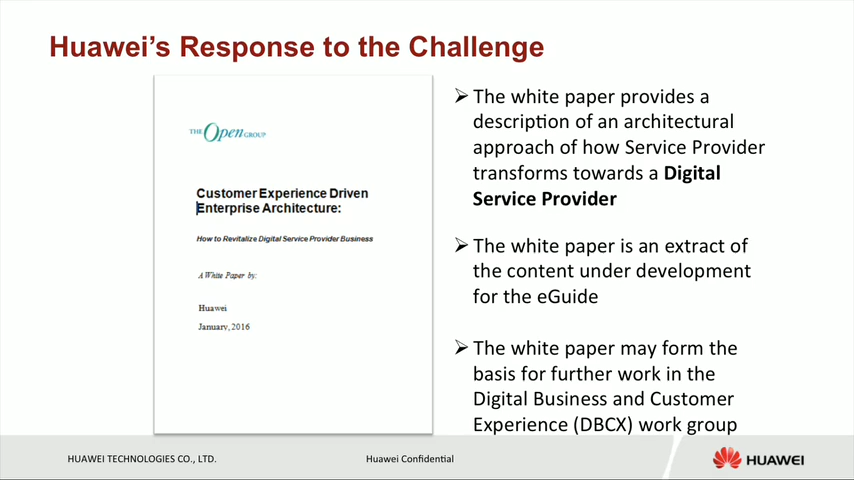 Huawei's Response to the Challenge
THE Open GROUP
Customer Experience Driven
Enterprise Architecture:
How to Revitalize Digital Service Provider Business
A White Paper by:
Huawei
January, 2016
➢ The white paper provides a
description of an architectural
approach of how Service Provider
transforms towards a Digital
Service Provider
➢ The white paper is an extract of
the content under development
for the eGuide
➢ The white paper may form the
basis for further work in the
Digital Business and Customer
Experience (DBCX) work group
HUAWEI TECHNOLOGIES CO., LTD.
Huawei Confidential
HUAWEI